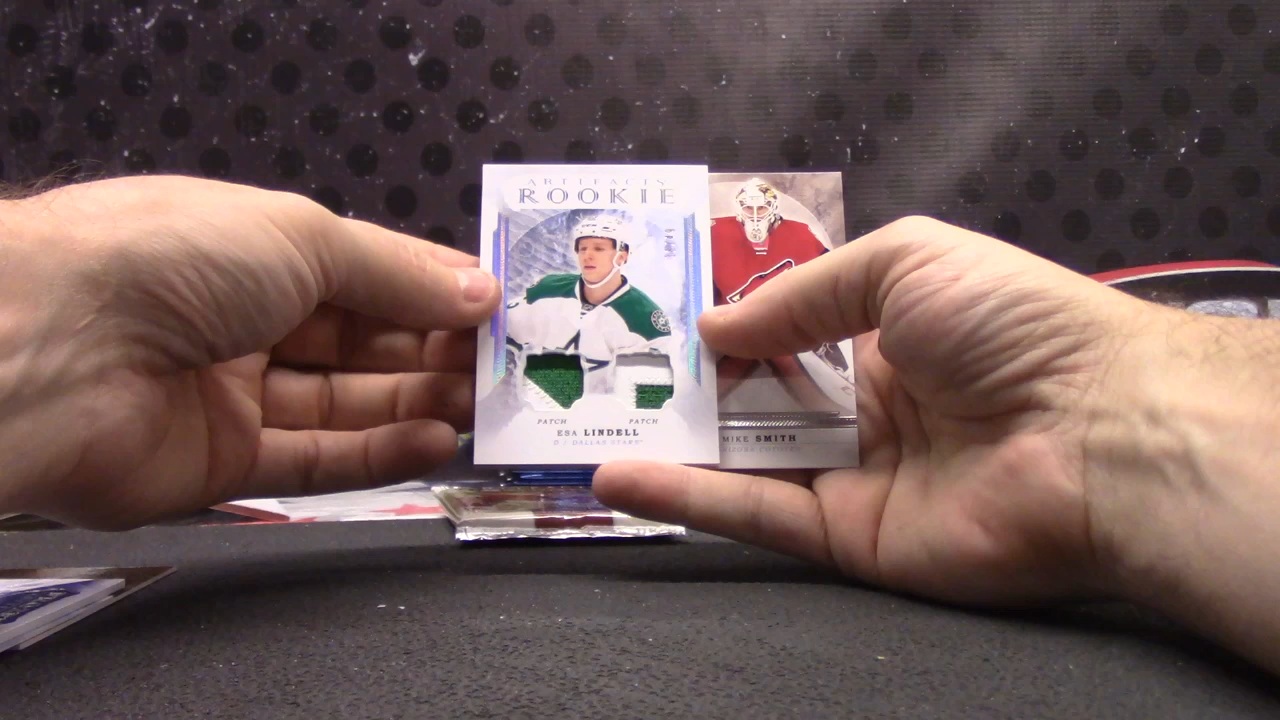 ARTIFACTS
ROOKIE
PATCH PATCH
ESA LINDELL
D / DALLAS STARS
MIKE SMITH